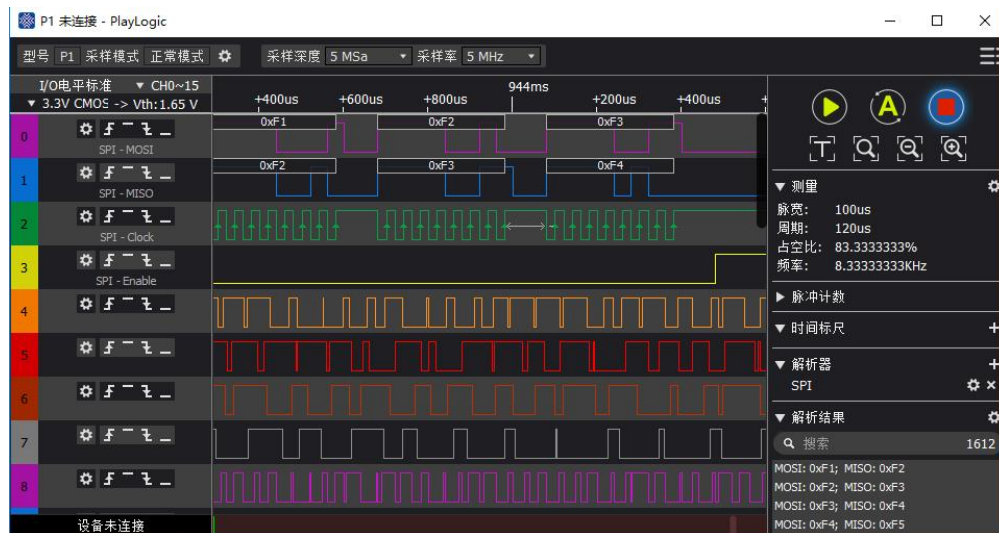 P1 未连接 - PlayLogic
型号 P1 采样模式 正常模式 采样深度 5 MSa 采样率 5 MHz
I/O电平标准 CH0~15
3.3V CMOS -> Vth:1.65 V
944ms
+400us +600us +800us +200us +400us +
0 SPI - MOSI 0xF1 0xF2 0xF3
1 SPI - MISO 0xF2 0xF3 0xF4
2 SPI - Clock
3 SPI - Enable
4
5
6
7
8
设备未连接
A
T
测量
脉宽: 100us
周期: 120us
占空比: 83.3333333%
频率: 8.33333333KHz
脉冲计数
时间标尺
解析器
SPI
解析结果
搜索 1612
MOSI: 0xF1; MISO: 0xF2
MOSI: 0xF2; MISO: 0xF3
MOSI: 0xF3; MISO: 0xF4
MOSI: 0xF4; MISO: 0xF5